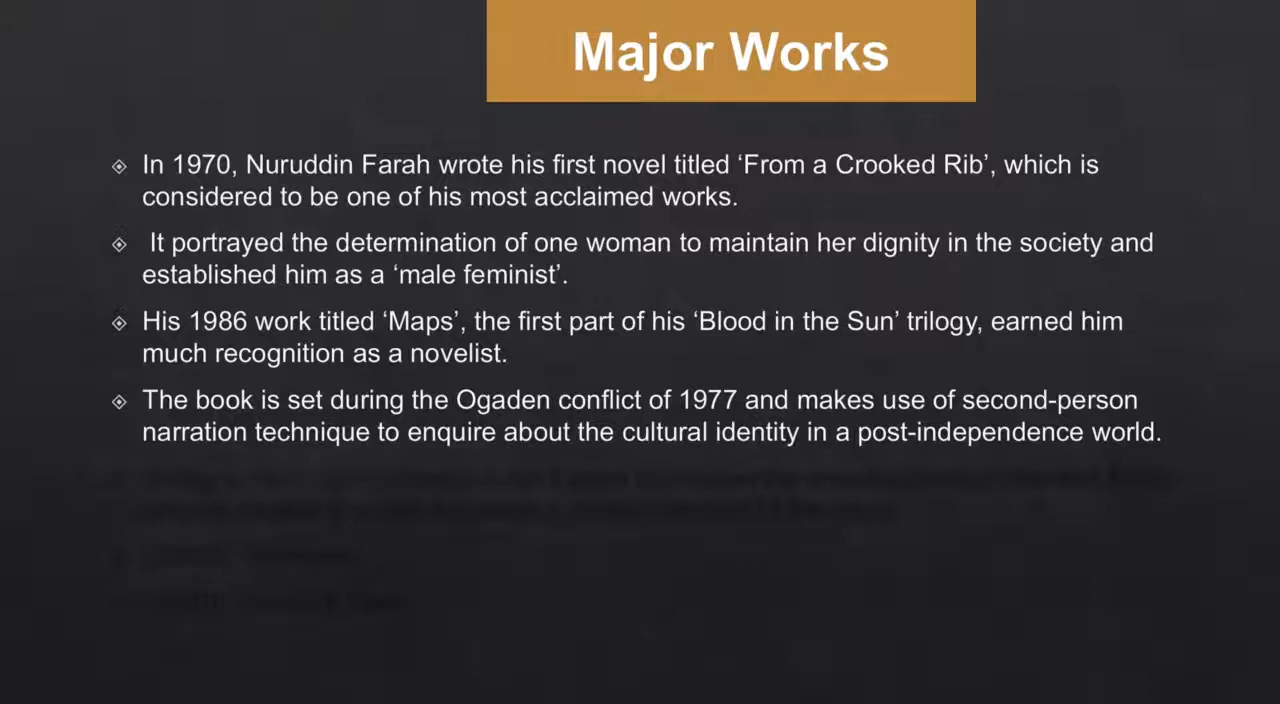 Major Works
In 1970, Nuruddin Farah wrote his first novel titled ‘From a Crooked Rib’, which is
considered to be one of his most acclaimed works.
It portrayed the determination of one woman to maintain her dignity in the society and
established him as a ‘male feminist’.
His 1986 work titled ‘Maps’, the first part of his ‘Blood in the Sun’ trilogy, earned him
much recognition as a novelist.
The book is set during the Ogaden conflict of 1977 and makes use of second-person
narration technique to enquire about the cultural identity in a post-independence world.